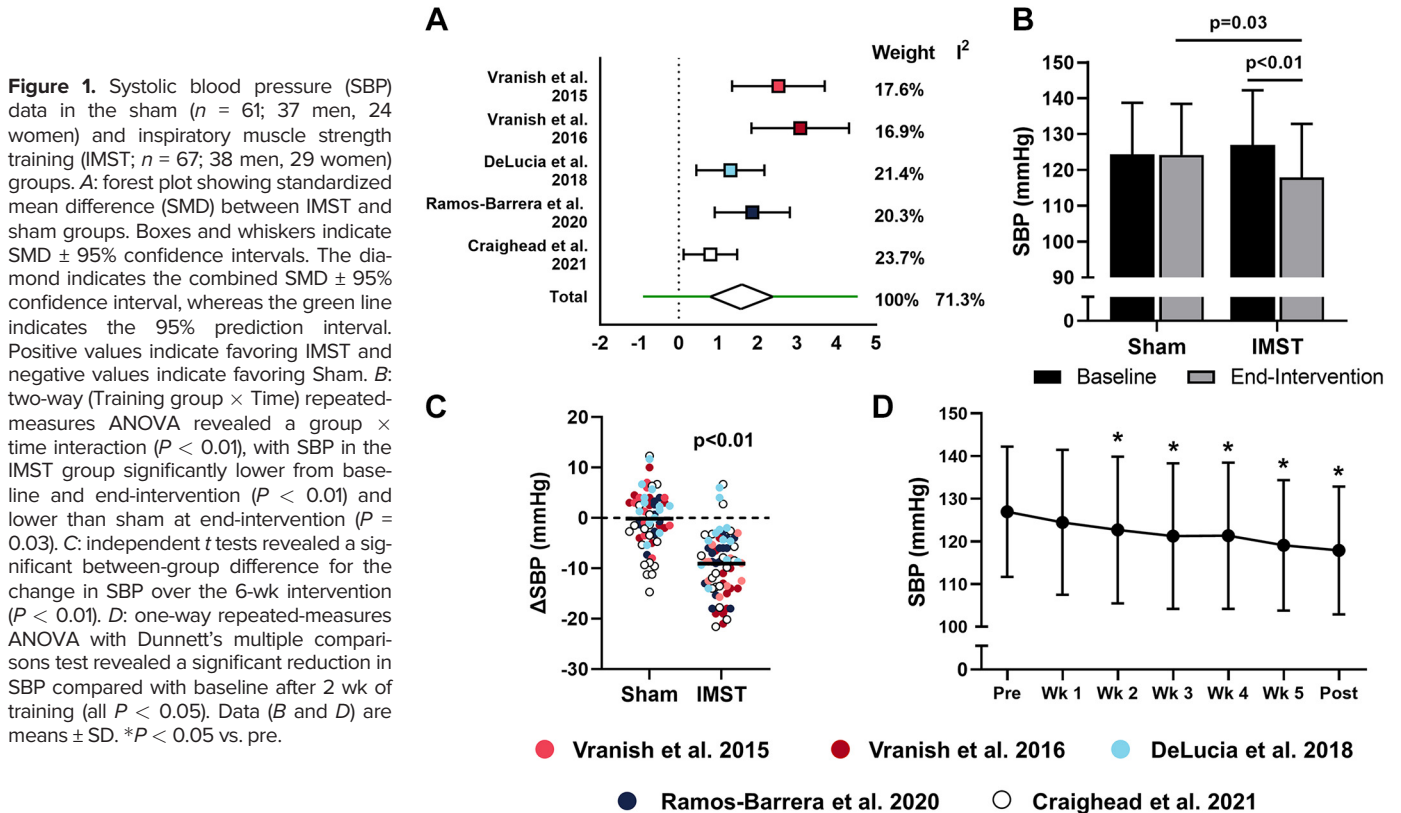 Figure 1. Systolic blood pressure (SBP)
data in the sham (n = 61; 37 men, 24
women) and inspiratory muscle strength
training (IMST; n = 67; 38 men, 29 women)
groups. A: forest plot showing standardized
mean difference (SMD) between IMST and
sham groups. Boxes and whiskers indicate
SMD ± 95% confidence intervals. The dia-
mond indicates the combined SMD ± 95%
confidence interval, whereas the green line
indicates the 95% prediction interval.
Positive values indicate favoring IMST and
negative values indicate favoring Sham. B:
two-way (Training group × Time) repeated-
measures ANOVA revealed a group ×
time interaction (P < 0.01), with SBP in the
IMST group significantly lower from base-
line and end-intervention (P < 0.01) and
lower than sham at end-intervention (P =
0.03). C: independent t tests revealed a sig-
nificant between-group difference for the
change in SBP over the 6-wk intervention
(P < 0.01). D: one-way repeated-measures
ANOVA with Dunnett's multiple compari-
sons test revealed a significant reduction in
SBP compared with baseline after 2 wk of
training (all P < 0.05). Data (B and D) are
means ± SD. *P < 0.05 vs. pre.
A
Weight I²
Vranish et al.
2015
17.6%
Vranish et al.
2016
16.9%
DeLucia et al.
2018
21.4%
Ramos-Barrera et al.
2020
20.3%
Craighead et al.
2021
23.7%
Total
100% 71.3%
-2 -1 0 1 2 3 4 5
B
p=0.03
p<0.01
SBP (mmHg)
150
140
130
120
110
100
90
0
Sham IMST
Baseline End-Intervention
C
p<0.01
ΔSBP (mmHg)
20
10
0
-10
-20
-30
Sham IMST
D
SBP (mmHg)
150
140
130
120
110
100
0
* * * * *
Pre Wk 1 Wk 2 Wk 3 Wk 4 Wk 5 Post
Vranish et al. 2015 Vranish et al. 2016 DeLucia et al. 2018
Ramos-Barrera et al. 2020 Craighead et al. 2021